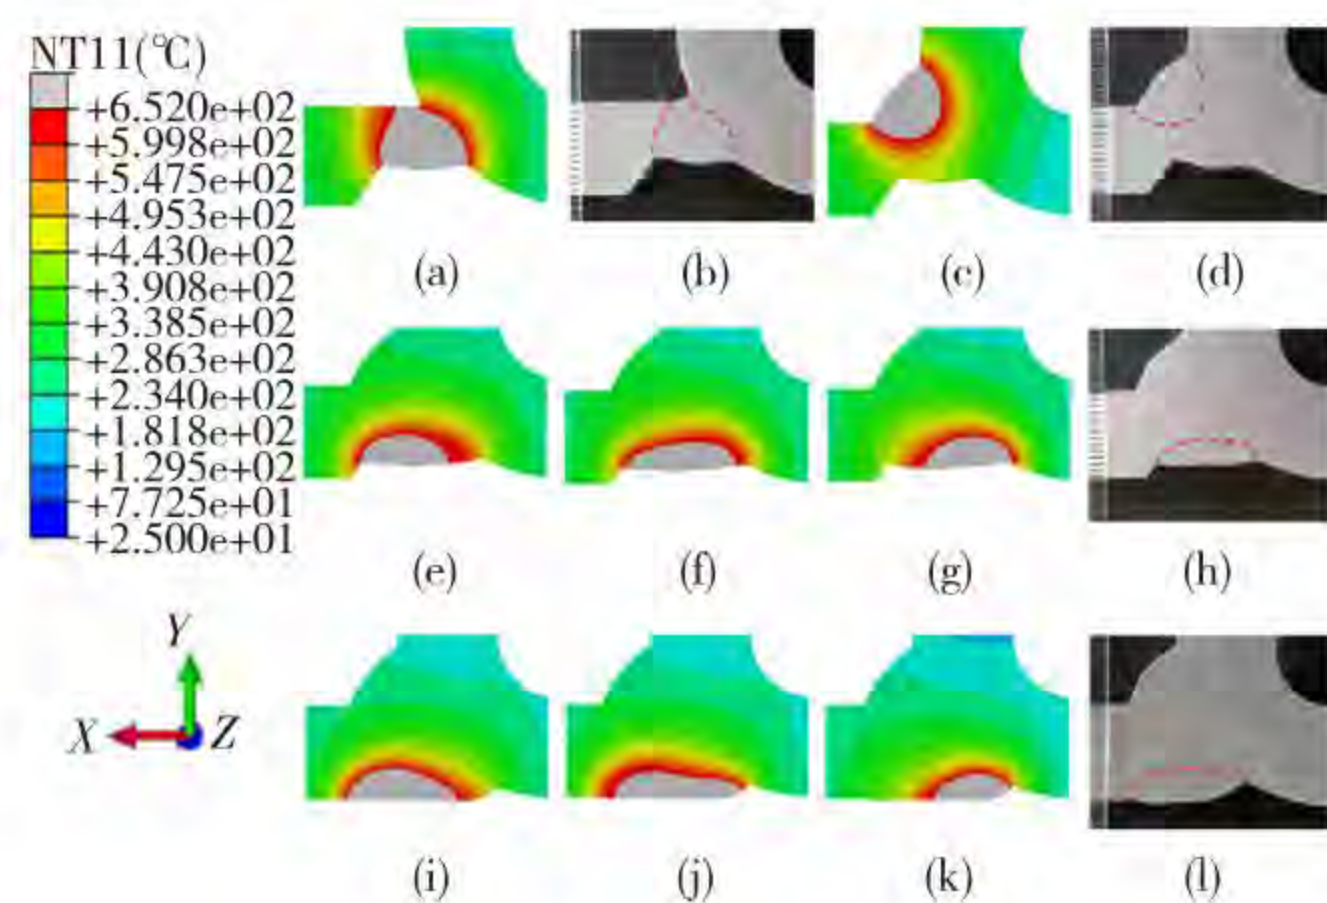 NT11(℃)
+6.520e+02
+5.998e+02
+5.475e+02
+4.953e+02
+4.430e+02
+3.908e+02
+3.385e+02
+2.863e+02
+2.340e+02
+1.818e+02
+1.295e+02
+7.725e+01
+2.500e+01
(a) (b) (c) (d)
(e) (f) (g) (h)
Y
X Z
(i) (j) (k) (l)